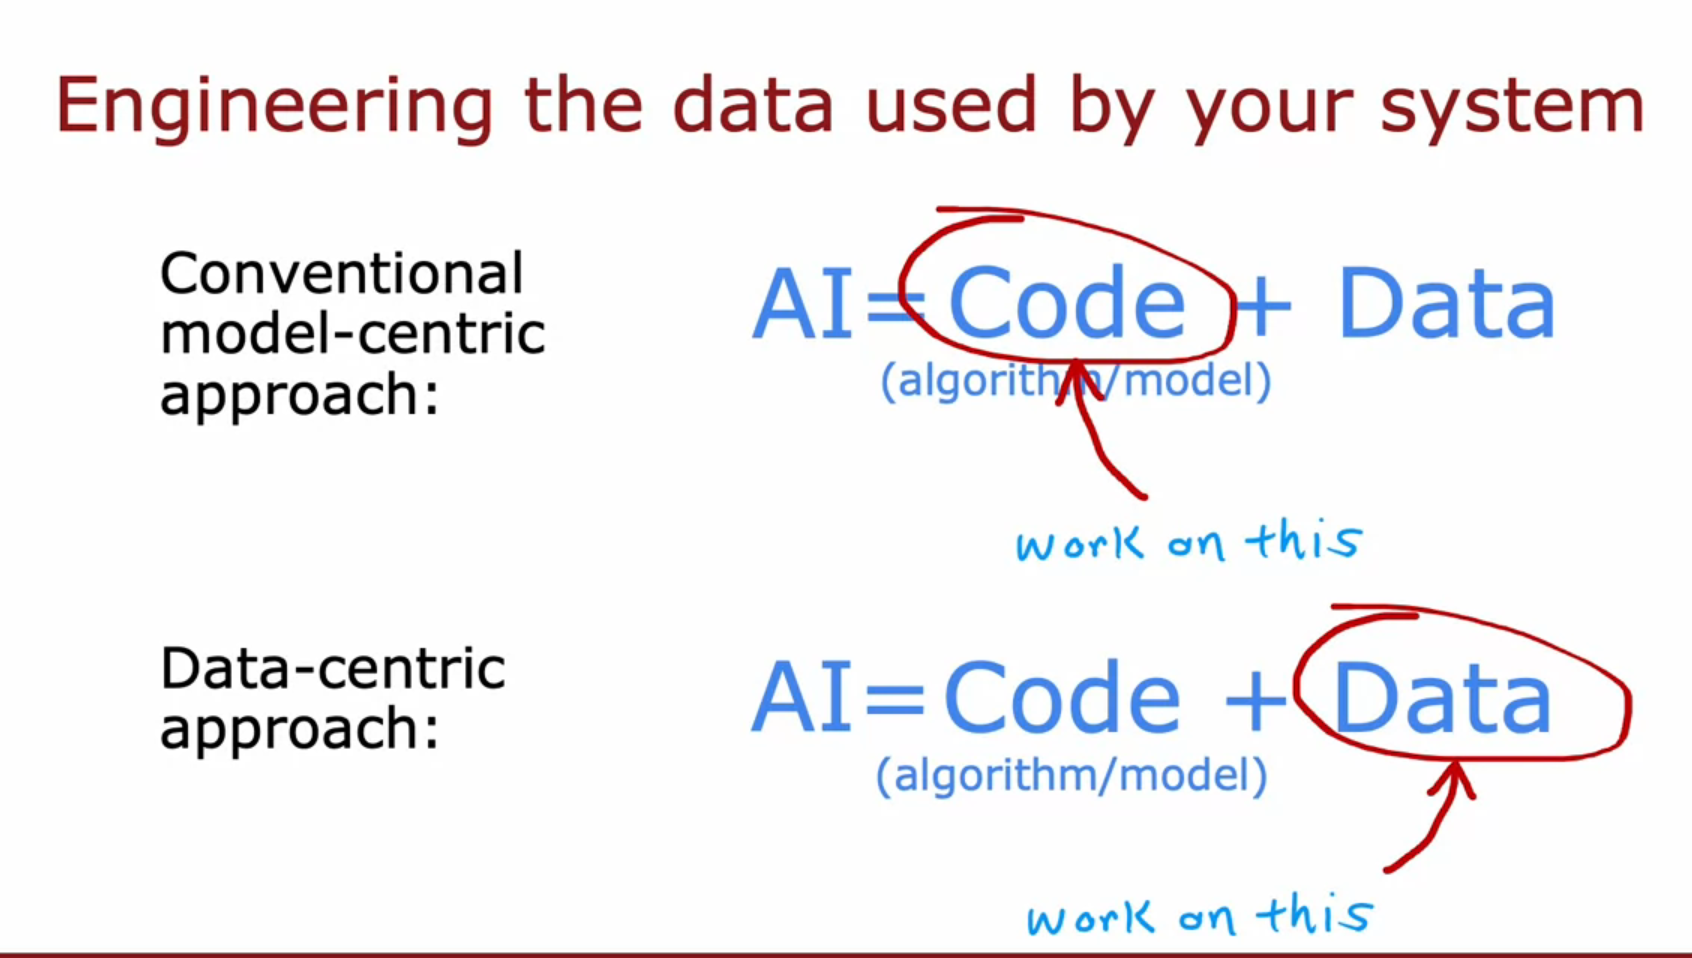 Engineering the data used by your system
Conventional
model-centric
approach:
AI= Code + Data
(algorithm/model)
work on this
Data-centric
approach:
AI=Code + Data
(algorithm/model)
work on this